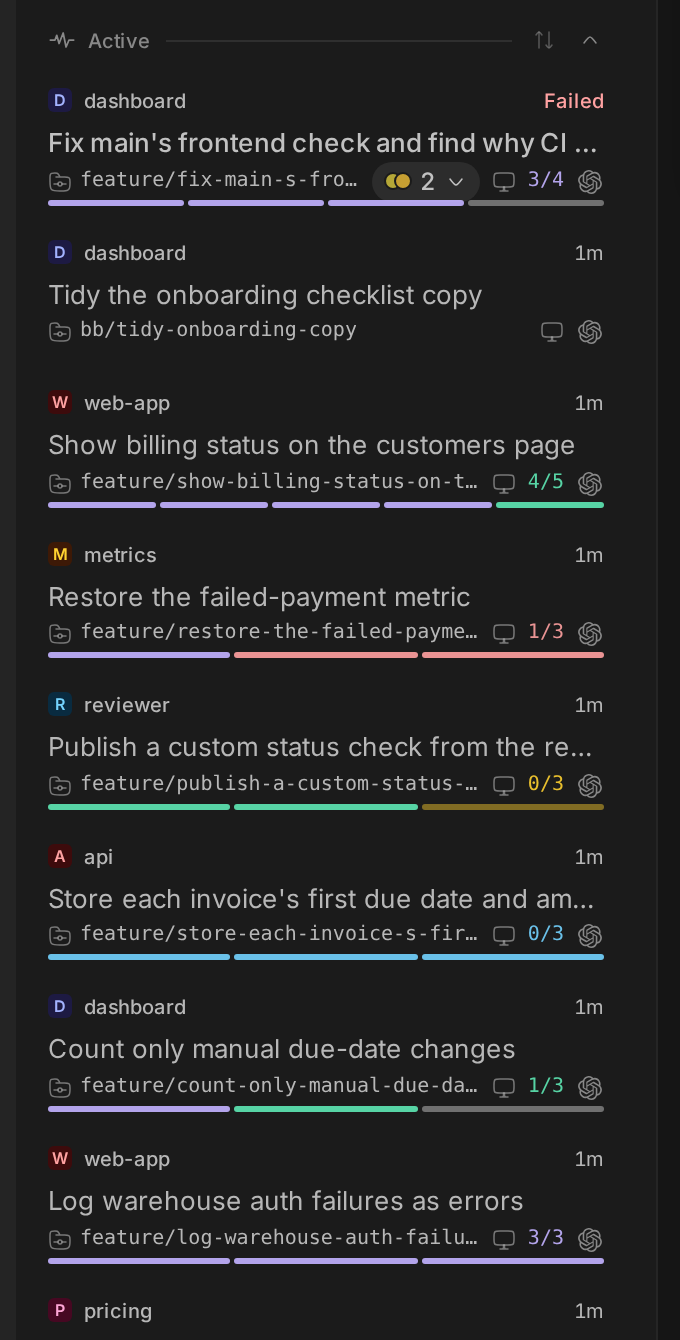 Active
D dashboard Failed
Fix main's frontend check and find why CI …
feature/fix-main-s-fro… 2 3/4
D dashboard 1m
Tidy the onboarding checklist copy
bb/tidy-onboarding-copy
W web-app 1m
Show billing status on the customers page
feature/show-billing-status-on-t… 4/5
M metrics 1m
Restore the failed-payment metric
feature/restore-the-failed-payme… 1/3
R reviewer 1m
Publish a custom status check from the re…
feature/publish-a-custom-status-… 0/3
A api 1m
Store each invoice's first due date and am…
feature/store-each-invoice-s-fir… 0/3
D dashboard 1m
Count only manual due-date changes
feature/count-only-manual-due-da… 1/3
W web-app 1m
Log warehouse auth failures as errors
feature/log-warehouse-auth-failu… 3/3
P pricing 1m